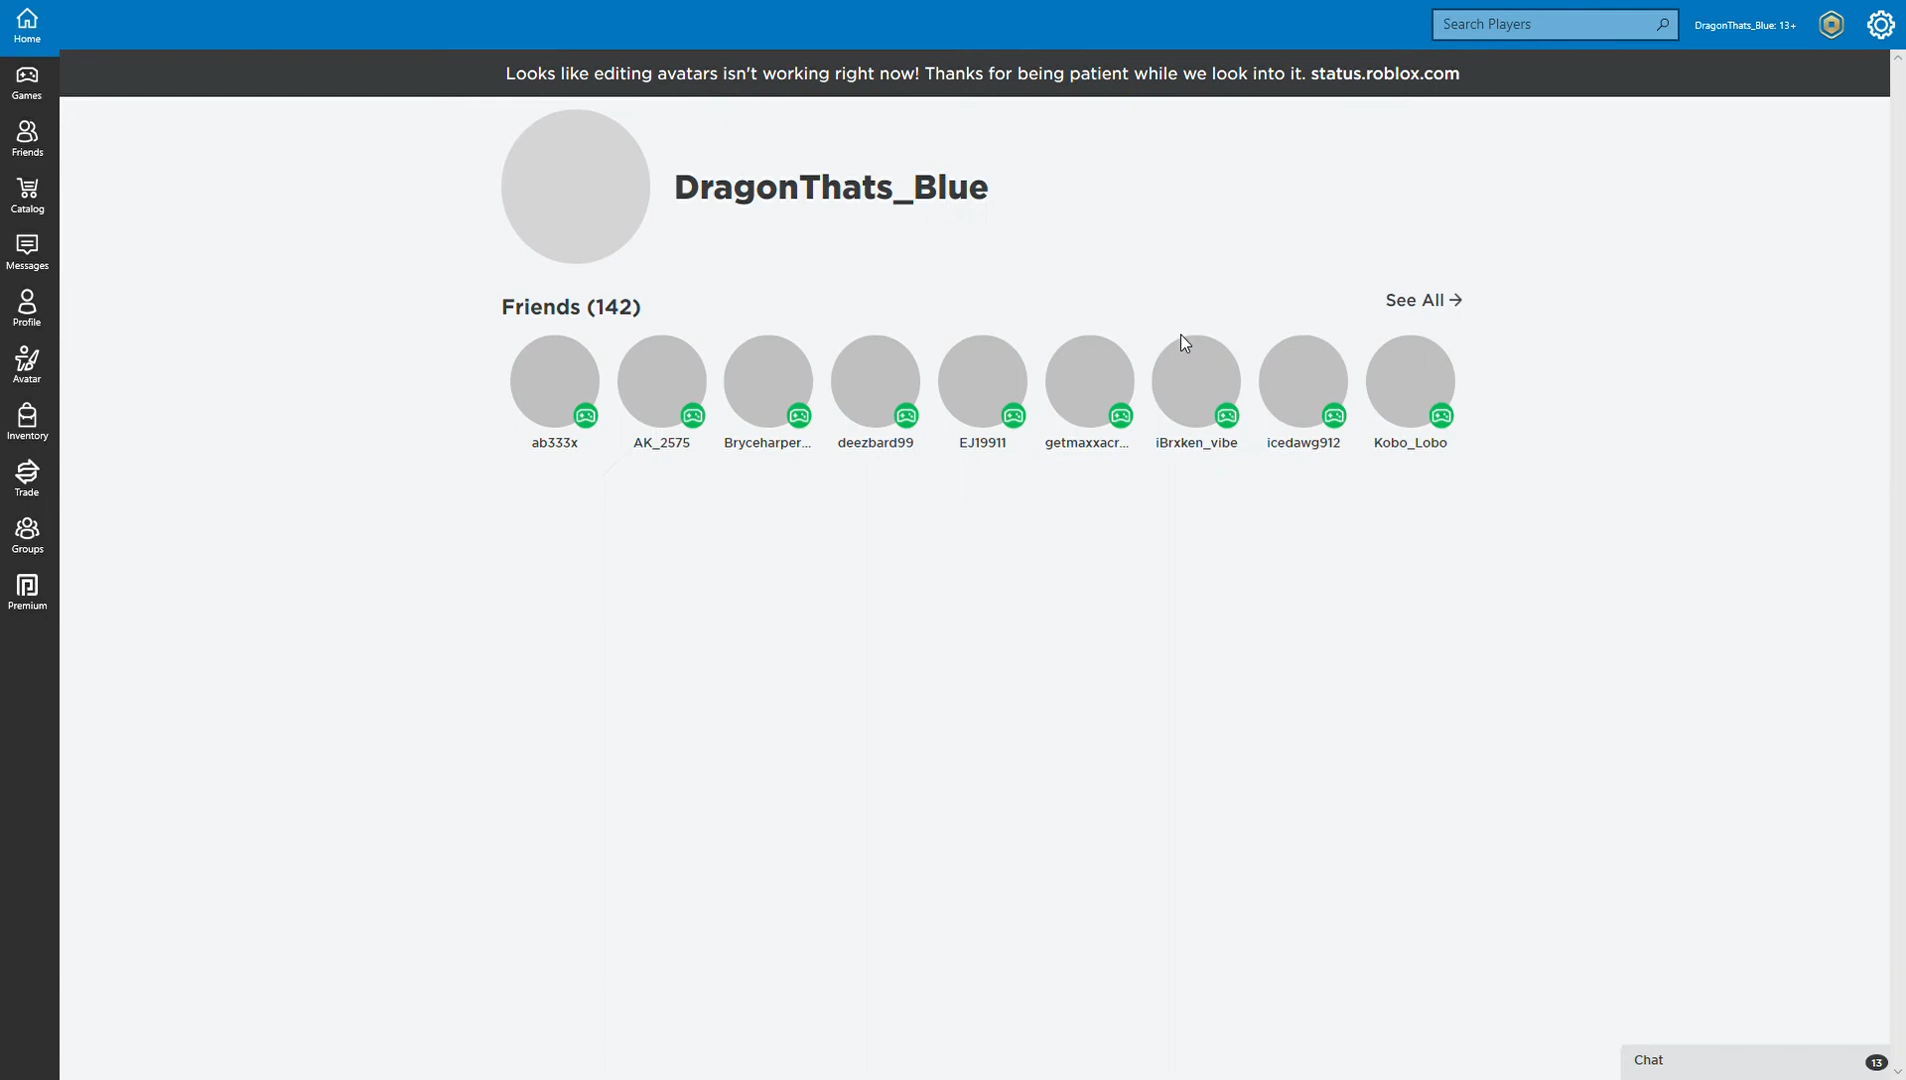 Home
Search Players
DragonThats_Blue: 13+
Games
Friends
Catalog
Messages
Profile
Avatar
Inventory
Trade
Groups
Premium
Looks like editing avatars isn't working right now! Thanks for being patient while we look into it. status.roblox.com
DragonThats_Blue
Friends (142)
See All
ab333x
AK_2575
Bryceharper...
deezbard99
EJ19911
getmaxxacr...
iBrxken_vibe
icedawg912
Kobo_Lobo
Chat
13